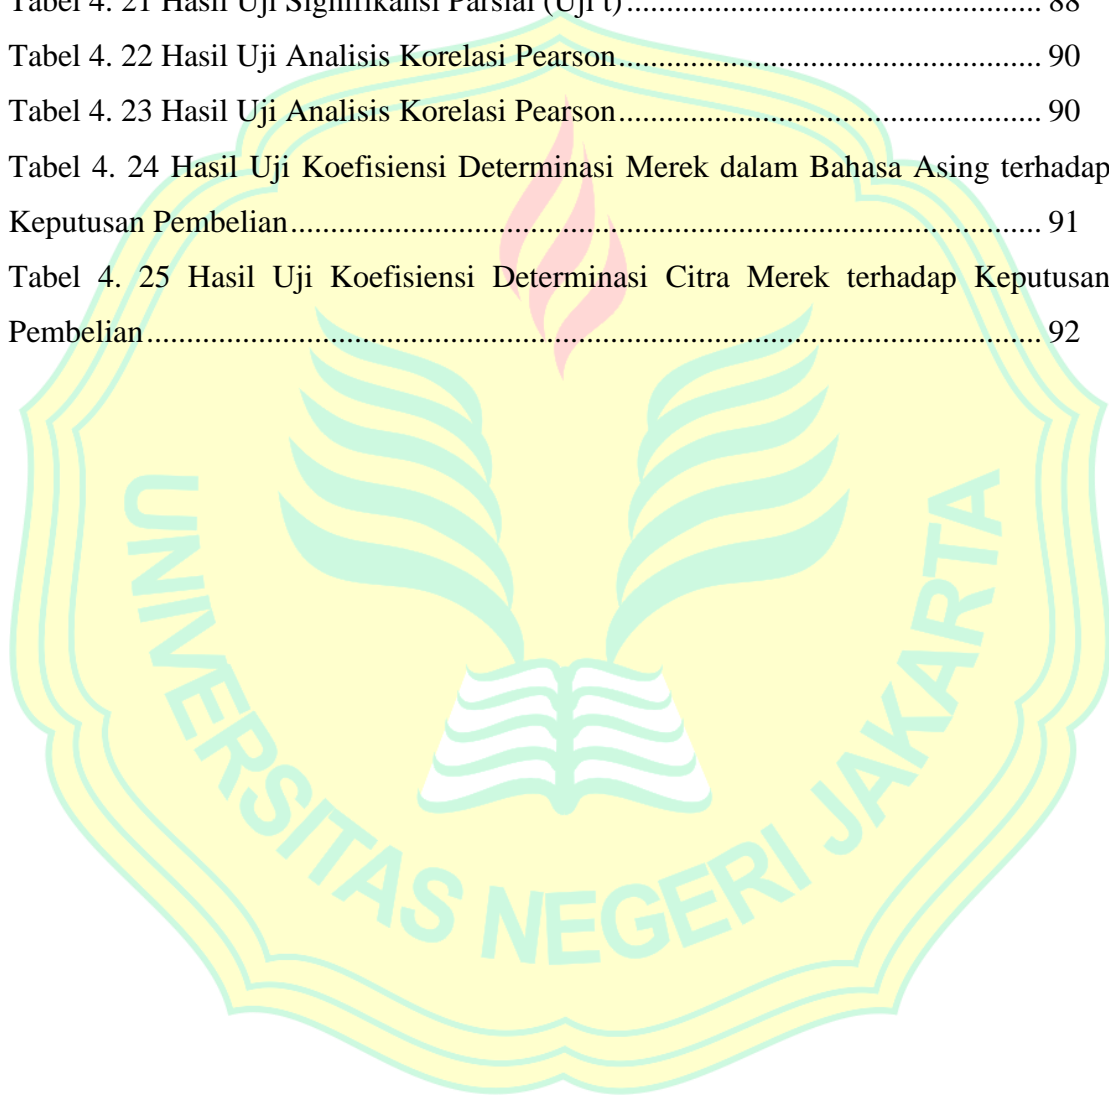 Tabel 4. 21 Hasil Uji Signifikansi Parsial (Uji t) .................................................... 88
Tabel 4. 22 Hasil Uji Analisis Korelasi Pearson ..................................................... 90
Tabel 4. 23 Hasil Uji Analisis Korelasi Pearson ..................................................... 90
Tabel 4. 24 Hasil Uji Koefisiensi Determinasi Merek dalam Bahasa Asing terhadap
Keputusan Pembelian .............................................................................................. 91
Tabel 4. 25 Hasil Uji Koefisiensi Determinasi Citra Merek terhadap Keputusan
Pembelian ................................................................................................................ 92
UNIVERSITAS NEGERI JAKARTA